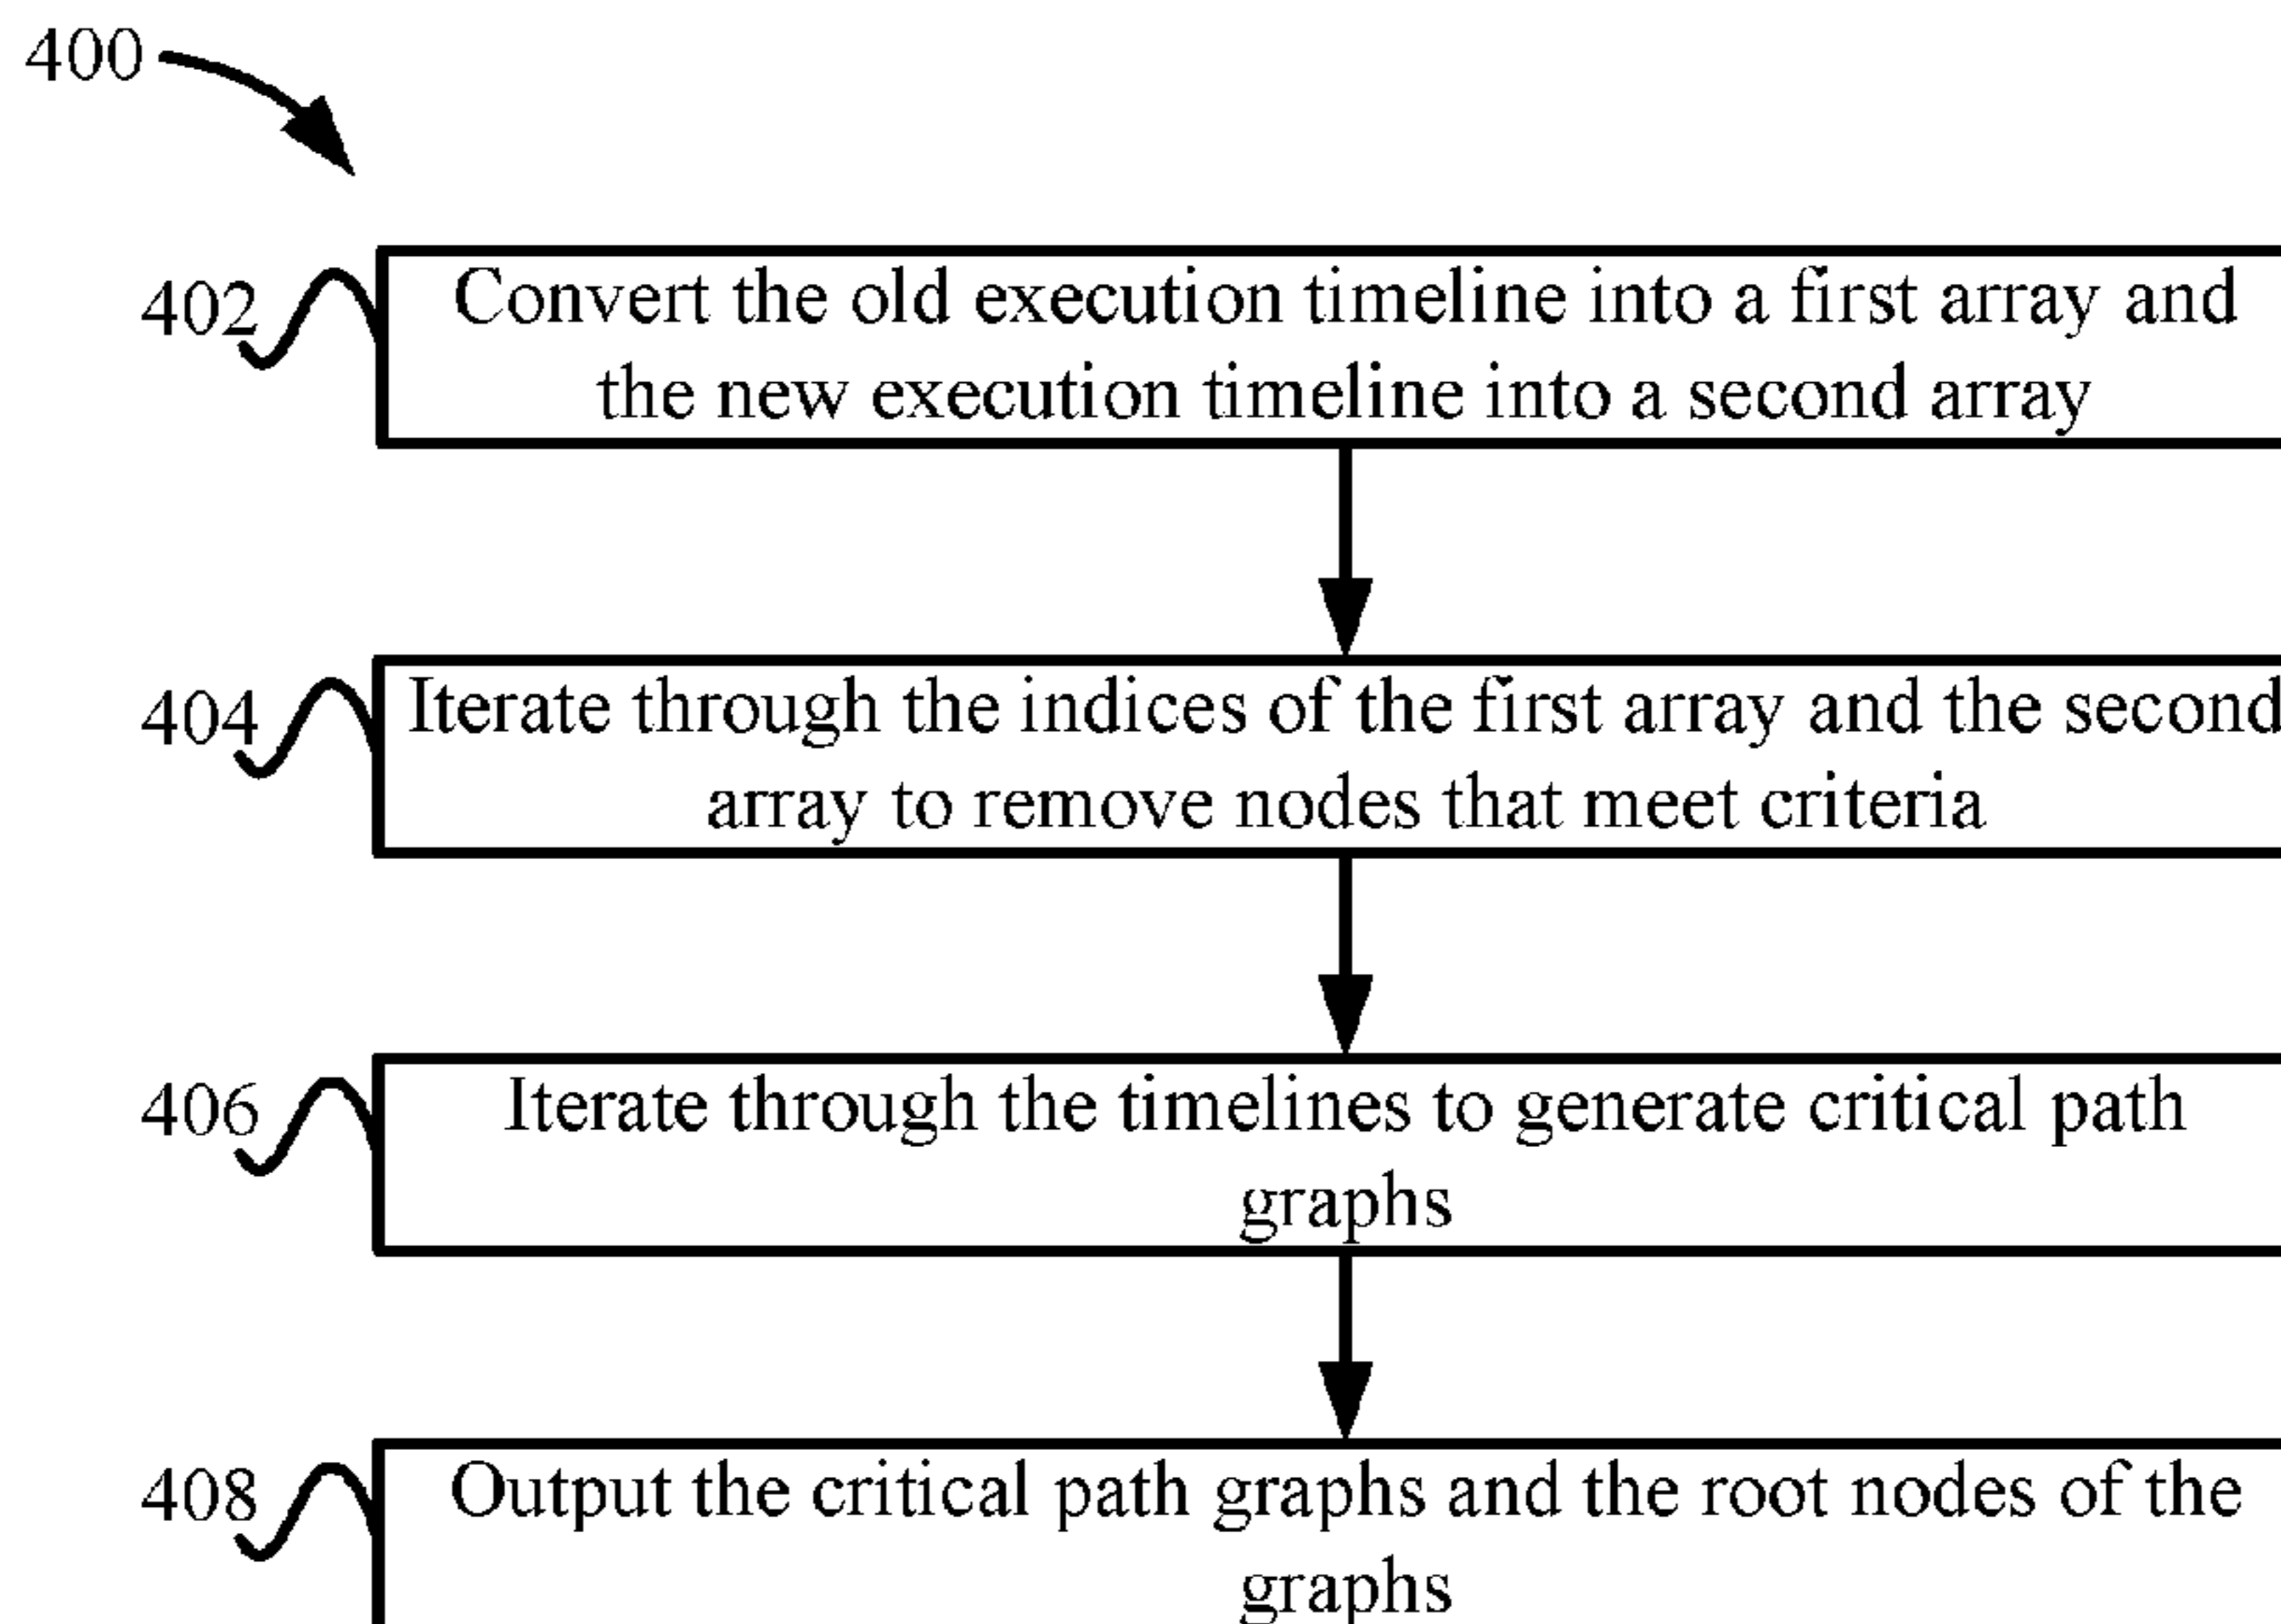 400
402
Convert the old execution timeline into a first array and
the new execution timeline into a second array
404
Iterate through the indices of the first array and the second
array to remove nodes that meet criteria
406
Iterate through the timelines to generate critical path
graphs
408
Output the critical path graphs and the root nodes of the
graphs